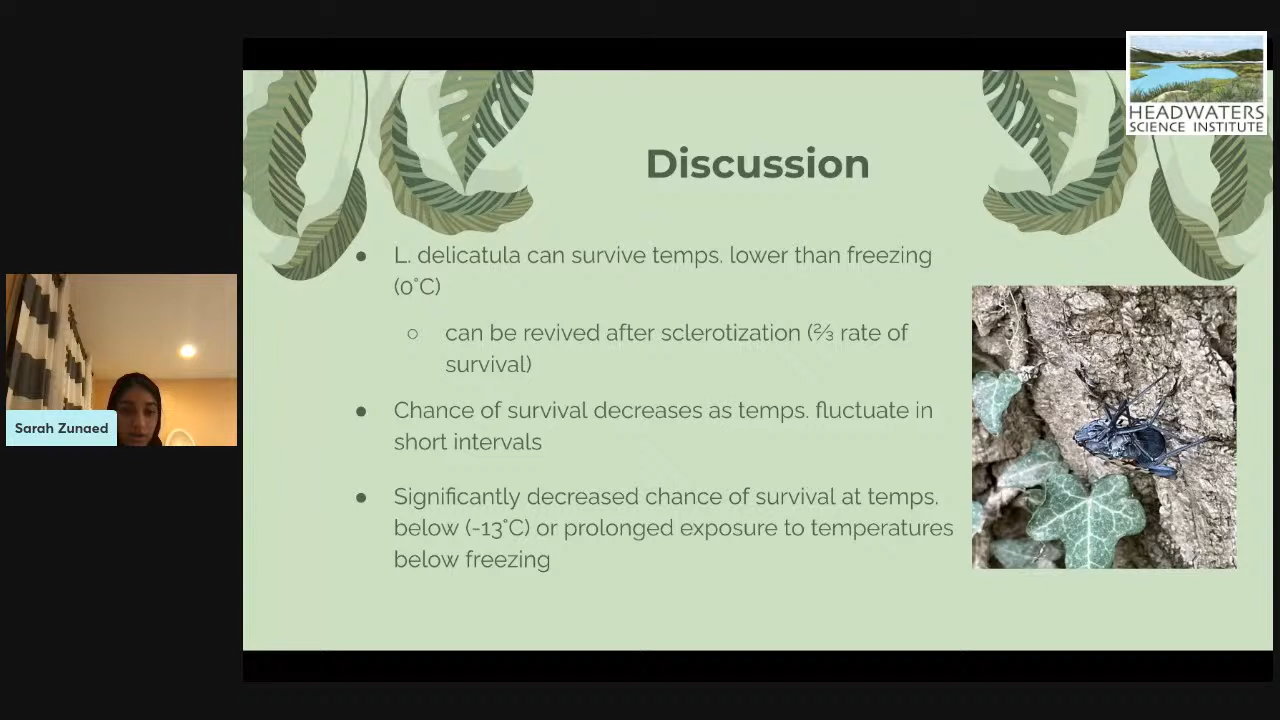 HEADWATERS
SCIENCE INSTITUTE
Discussion
● L. delicatula can survive temps. lower than freezing
(0°C)
○ can be revived after sclerotization (⅔ rate of
survival)
● Chance of survival decreases as temps. fluctuate in
short intervals
● Significantly decreased chance of survival at temps.
below (-13°C) or prolonged exposure to temperatures
below freezing
Sarah Zunaed